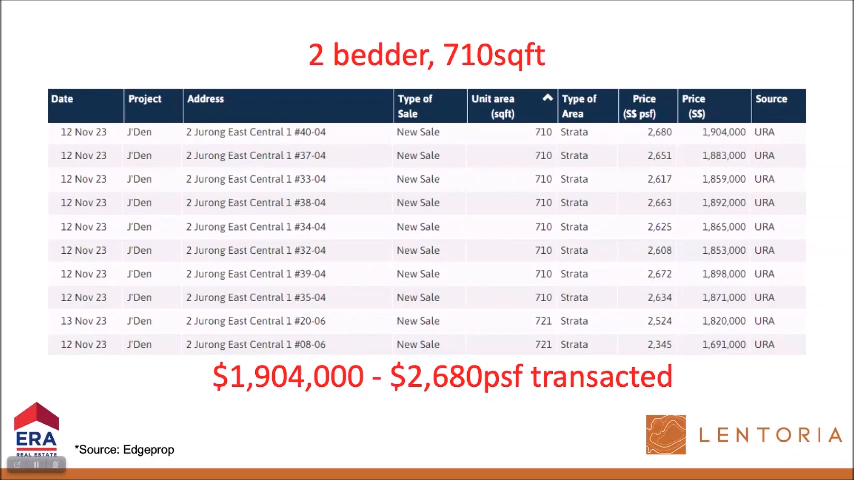 2 bedder, 710sqft
Date Project Address Type of Sale Unit area (sqft) Type of Area Price (S$ psf) Price (S$) Source
12 Nov 23 J'Den 2 Jurong East Central 1 #40-04 New Sale 710 Strata 2,680 1,904,000 URA
12 Nov 23 J'Den 2 Jurong East Central 1 #37-04 New Sale 710 Strata 2,651 1,883,000 URA
12 Nov 23 J'Den 2 Jurong East Central 1 #33-04 New Sale 710 Strata 2,617 1,859,000 URA
12 Nov 23 J'Den 2 Jurong East Central 1 #38-04 New Sale 710 Strata 2,663 1,892,000 URA
12 Nov 23 J'Den 2 Jurong East Central 1 #34-04 New Sale 710 Strata 2,625 1,865,000 URA
12 Nov 23 J'Den 2 Jurong East Central 1 #32-04 New Sale 710 Strata 2,608 1,853,000 URA
12 Nov 23 J'Den 2 Jurong East Central 1 #39-04 New Sale 710 Strata 2,672 1,898,000 URA
12 Nov 23 J'Den 2 Jurong East Central 1 #35-04 New Sale 710 Strata 2,634 1,871,000 URA
13 Nov 23 J'Den 2 Jurong East Central 1 #20-06 New Sale 721 Strata 2,524 1,820,000 URA
12 Nov 23 J'Den 2 Jurong East Central 1 #08-06 New Sale 721 Strata 2,345 1,691,000 URA
$1,904,000 - $2,680psf transacted
ERA
REAL ESTATE
*Source: Edgeprop
LENTORIA